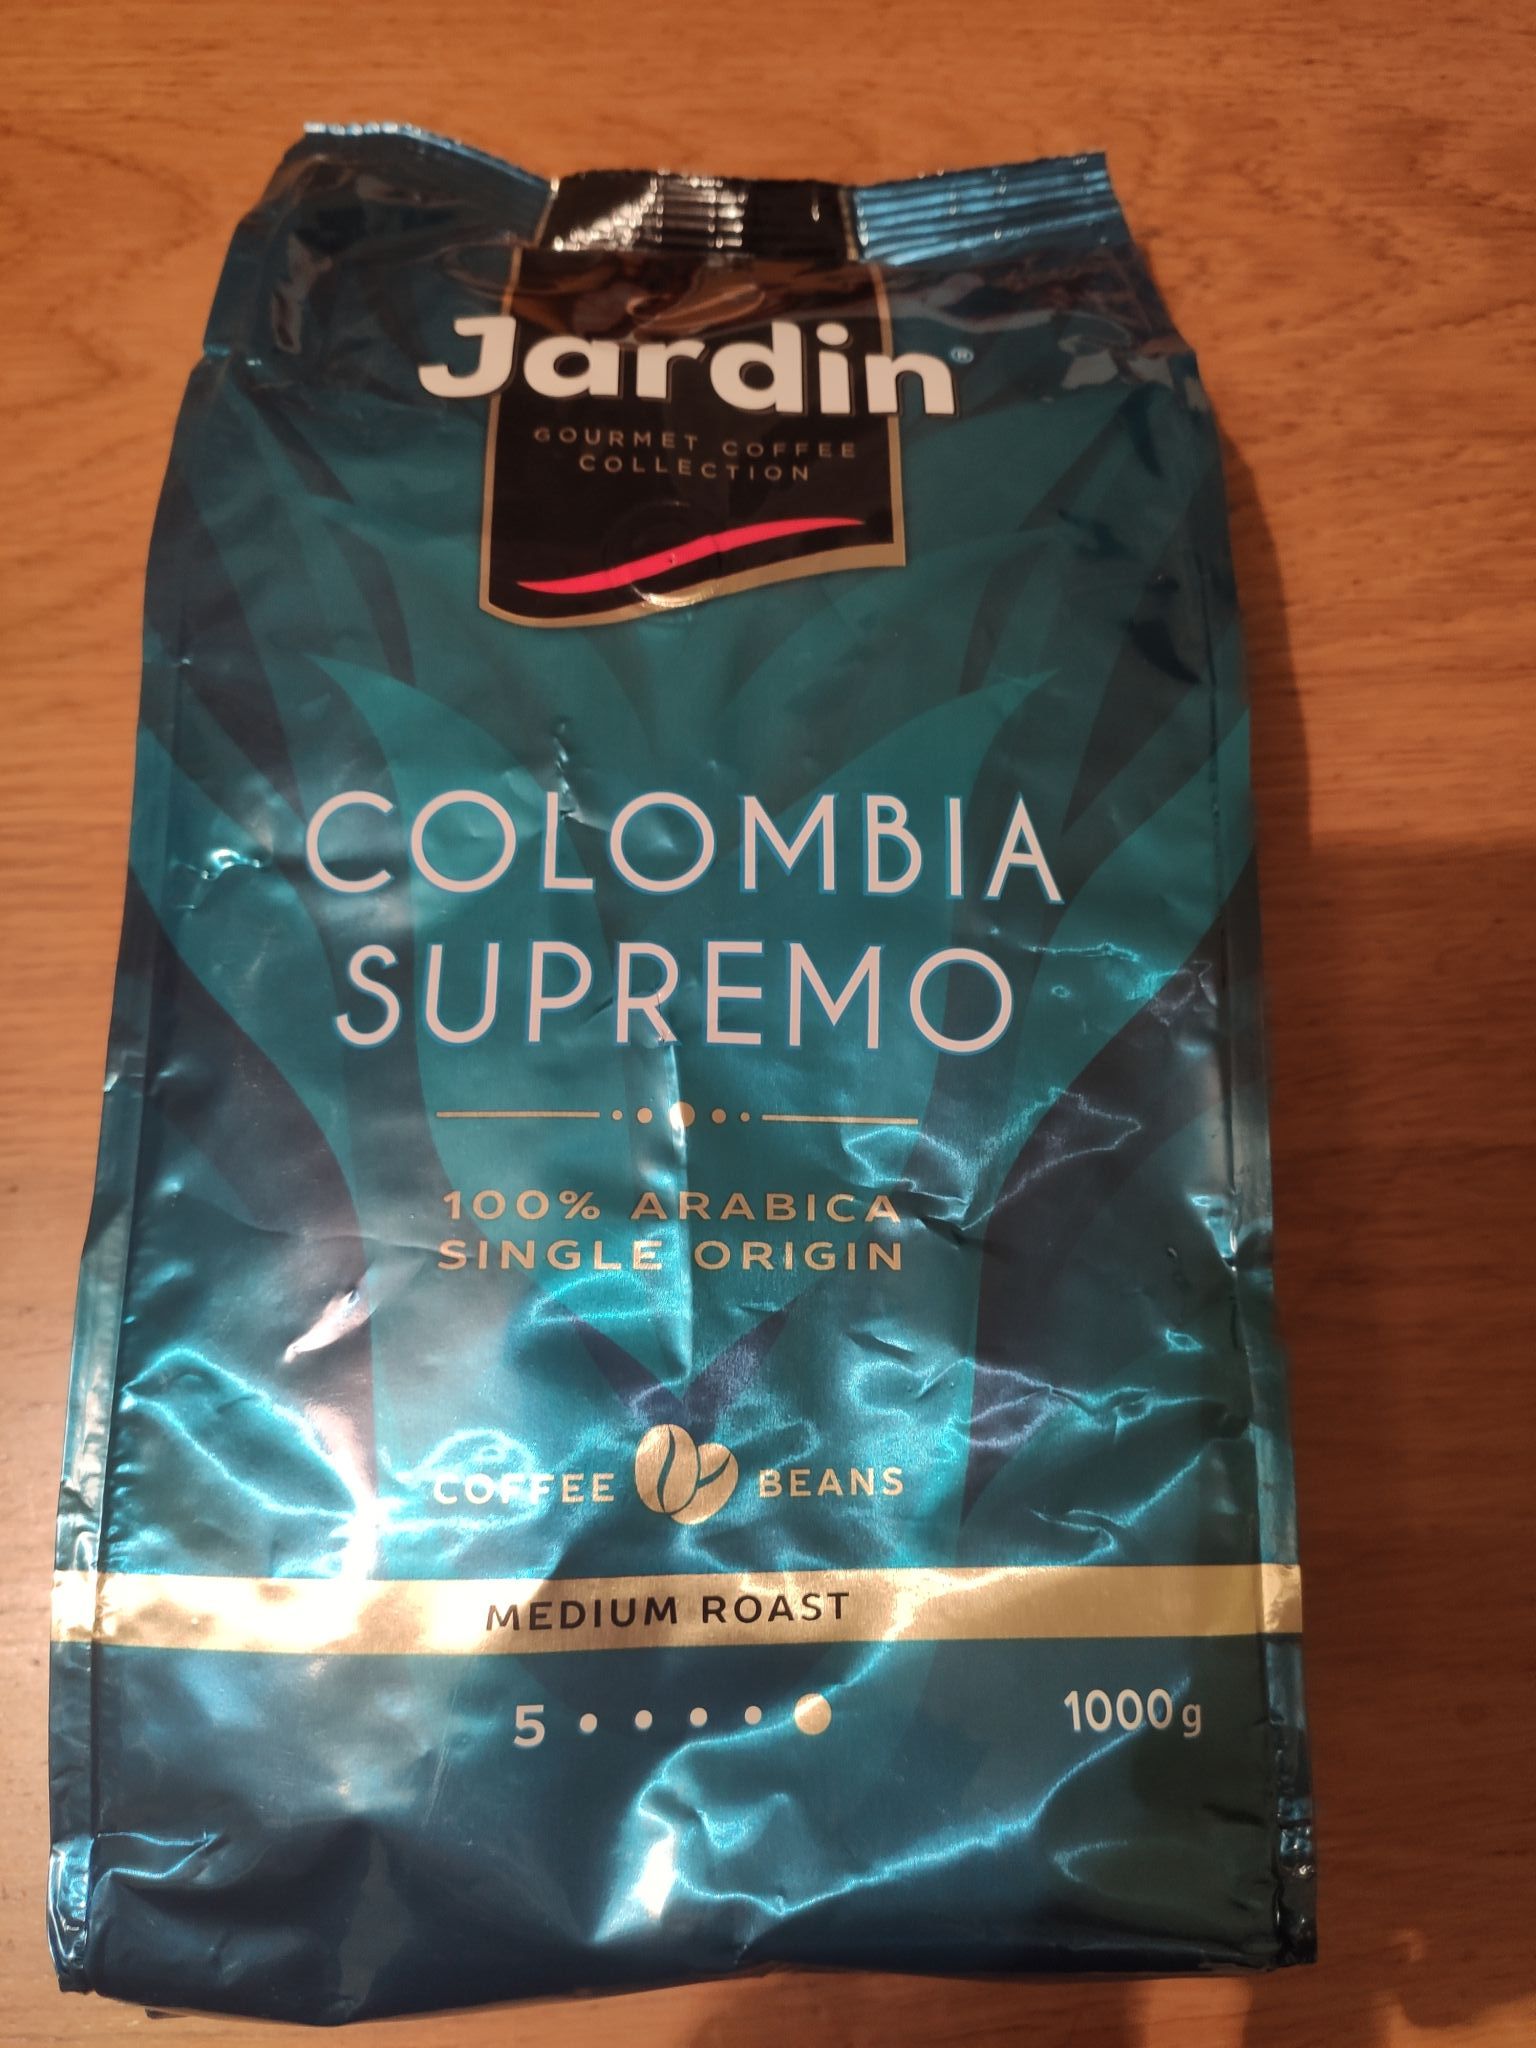 Jardin®
GOURMET COFFEE
COLLECTION
COLOMBIA
SUPREMO
100% ARABICA
SINGLE ORIGIN
COFFEE BEANS
MEDIUM ROAST
5 1000g